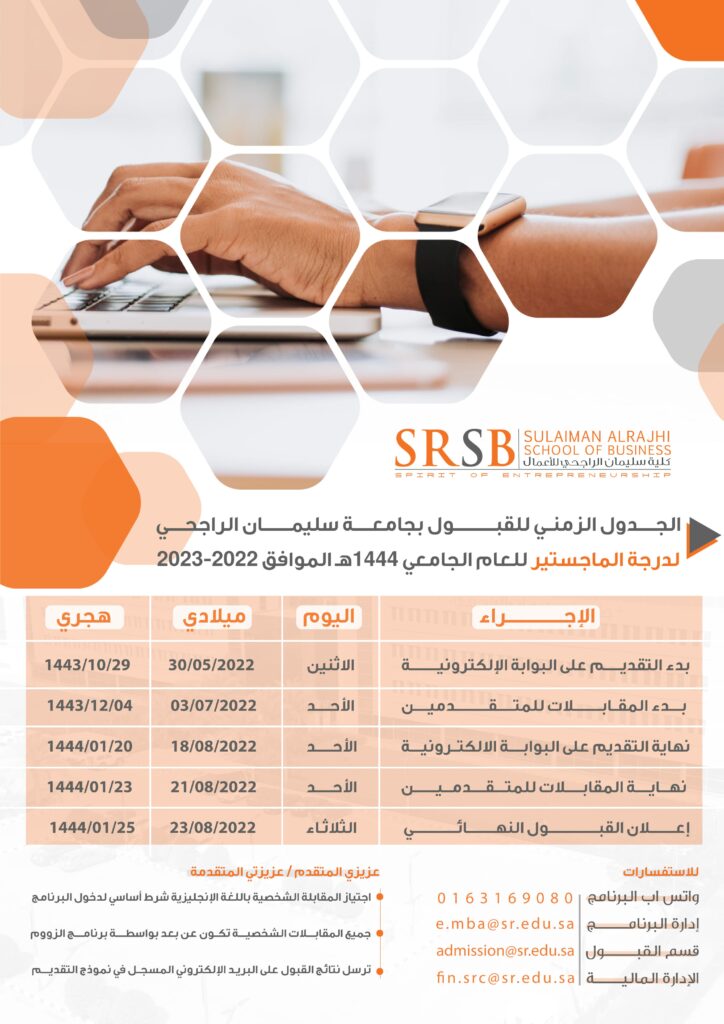 SRSB
SULAIMAN ALRAJHI
SCHOOL OF BUSINESS
كلية سليمان الراجحي للأعمال
SPIRIT OF ENTREPRENEURSHIP
الجدول الزمني للقبول بجامعة سليمان الراجحي
لدرجة الماجستير للعام الجامعي 1444هـ الموافق 2022-2023
الإجراء اليوم ميلادي هجري
بدء التقديم على البوابة الإلكترونية الاثنين 30/05/2022 1443/10/29
بدء المقابلات للمتقدمين الأحد 03/07/2022 1443/12/04
نهاية التقديم على البوابة الالكترونية الأحد 18/08/2022 1444/01/20
نهاية المقابلات للمتقدمين الأحد 21/08/2022 1444/01/23
إعلان القبول النهائي الثلاثاء 23/08/2022 1444/01/25
للاستفسارات
واتس اب البرنامج 0163169080
إدارة البرنامج e.mba@sr.edu.sa
قسم القبول admission@sr.edu.sa
الإدارة المالية fin.src@sr.edu.sa
عزيزي المتقدم / عزيزتي المتقدمة
اجتياز المقابلة الشخصية باللغة الإنجليزية شرط أساسي لدخول البرنامج
جميع المقابلات الشخصية تكون عن بعد بواسطة برنامج الزووم
ترسل نتائج القبول على البريد الإلكتروني المسجل في نموذج التقديم